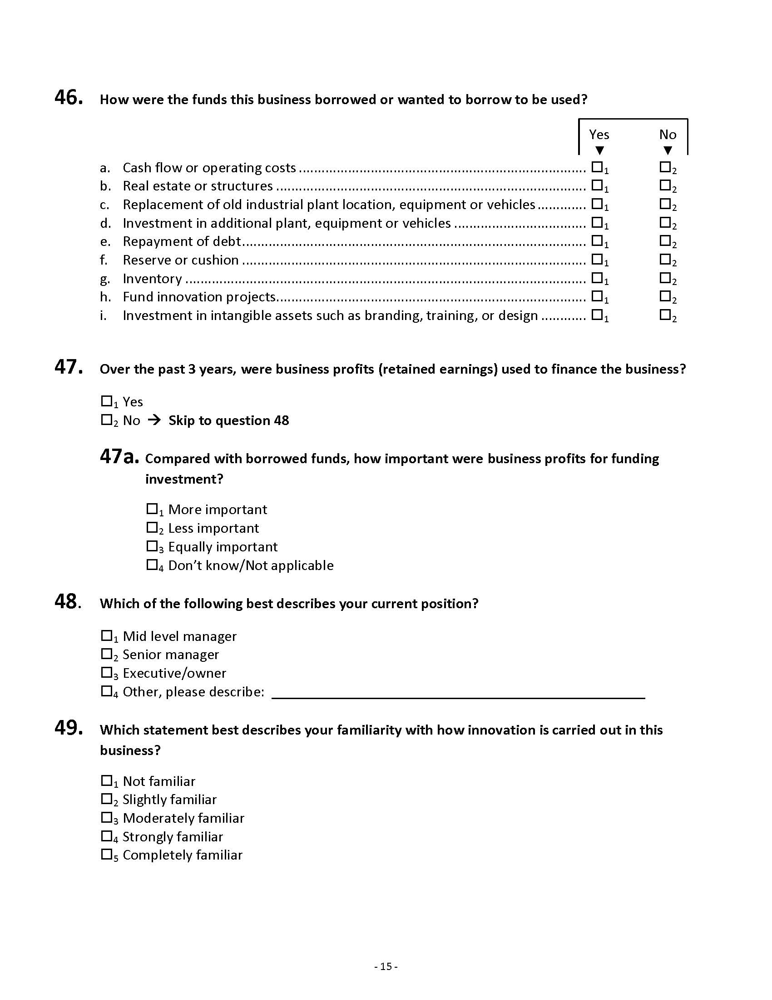 46. How were the funds this business borrowed or wanted to borrow to be used?
Yes No
▼ ▼
a. Cash flow or operating costs ............................................................................ ☐1 ☐2
b. Real estate or structures .................................................................................. ☐1 ☐2
c. Replacement of old industrial plant location, equipment or vehicles ............. ☐1 ☐2
d. Investment in additional plant, equipment or vehicles ................................... ☐1 ☐2
e. Repayment of debt........................................................................................... ☐1 ☐2
f. Reserve or cushion ........................................................................................... ☐1 ☐2
g. Inventory .......................................................................................................... ☐1 ☐2
h. Fund innovation projects.................................................................................. ☐1 ☐2
i. Investment in intangible assets such as branding, training, or design ............ ☐1 ☐2
47. Over the past 3 years, were business profits (retained earnings) used to finance the business?
☐1 Yes
☐2 No → Skip to question 48
47a. Compared with borrowed funds, how important were business profits for funding
investment?
☐1 More important
☐2 Less important
☐3 Equally important
☐4 Don’t know/Not applicable
48. Which of the following best describes your current position?
☐1 Mid level manager
☐2 Senior manager
☐3 Executive/owner
☐4 Other, please describe: ____________________
49. Which statement best describes your familiarity with how innovation is carried out in this
business?
☐1 Not familiar
☐2 Slightly familiar
☐3 Moderately familiar
☐4 Strongly familiar
☐5 Completely familiar
- 15 -